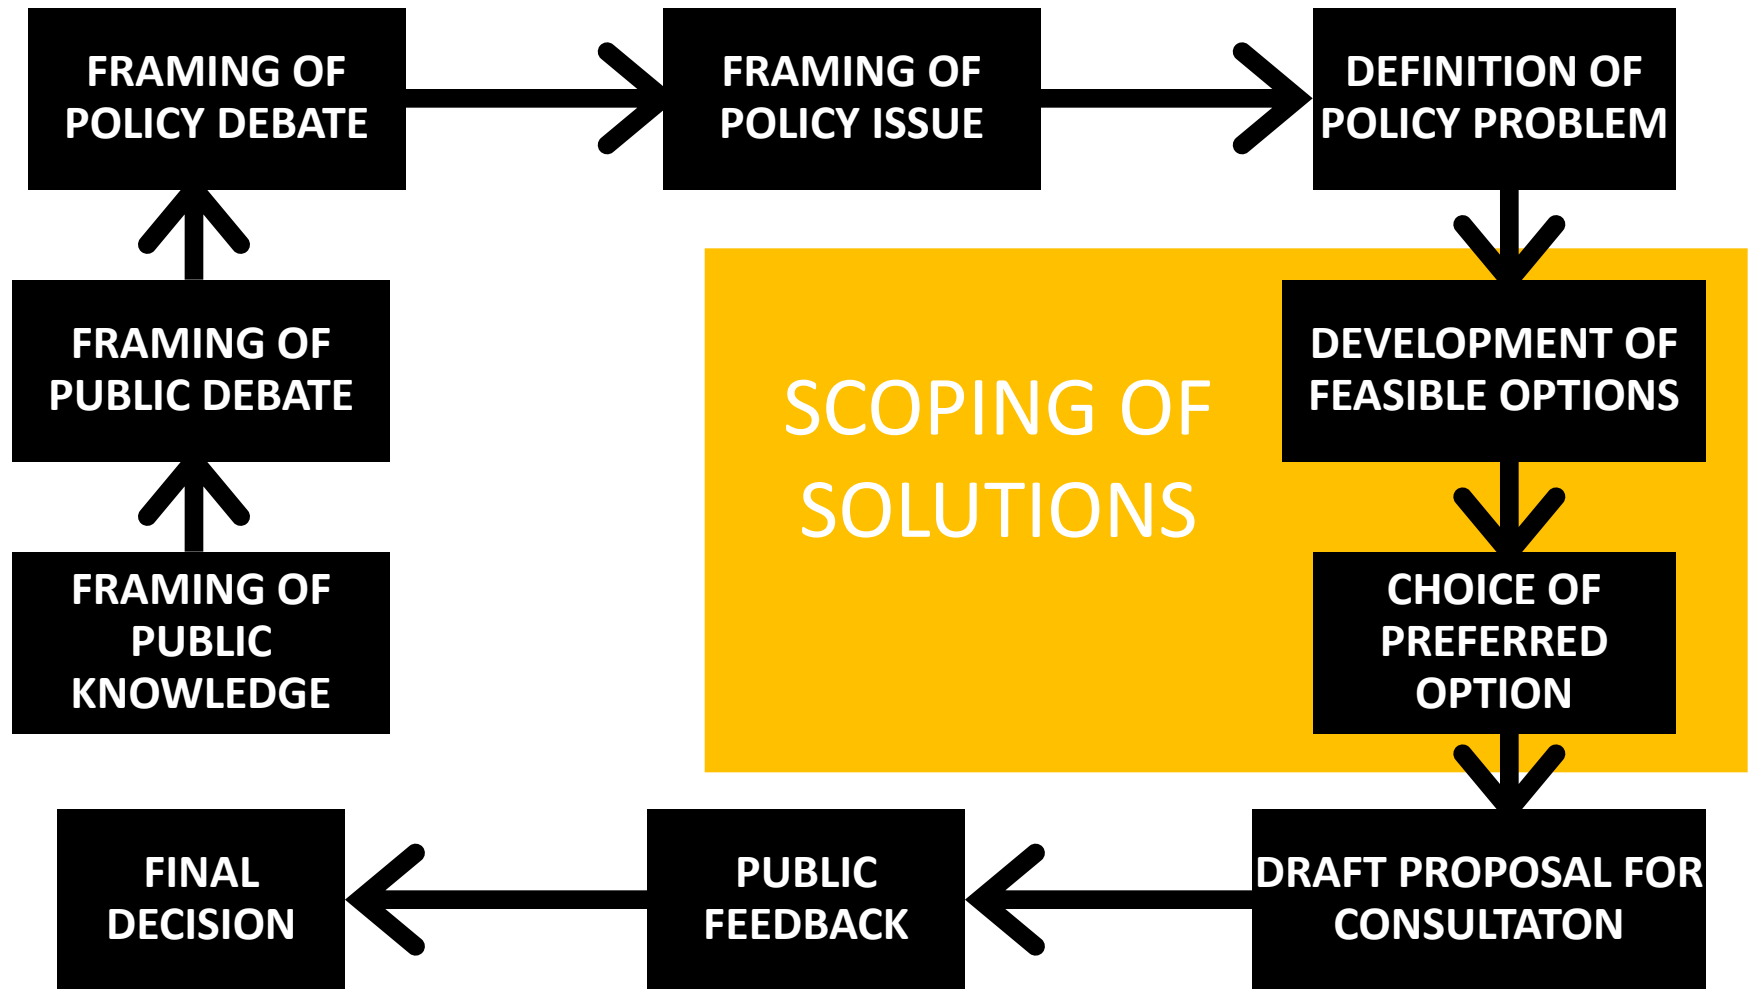 FRAMING OF
POLICY DEBATE
FRAMING OF
POLICY ISSUE
DEFINITION OF
POLICY PROBLEM
FRAMING OF
PUBLIC DEBATE
SCOPING OF
SOLUTIONS
DEVELOPMENT OF
FEASIBLE OPTIONS
FRAMING OF
PUBLIC
KNOWLEDGE
CHOICE OF
PREFERRED
OPTION
FINAL
DECISION
PUBLIC
FEEDBACK
DRAFT PROPOSAL FOR
CONSULTATON